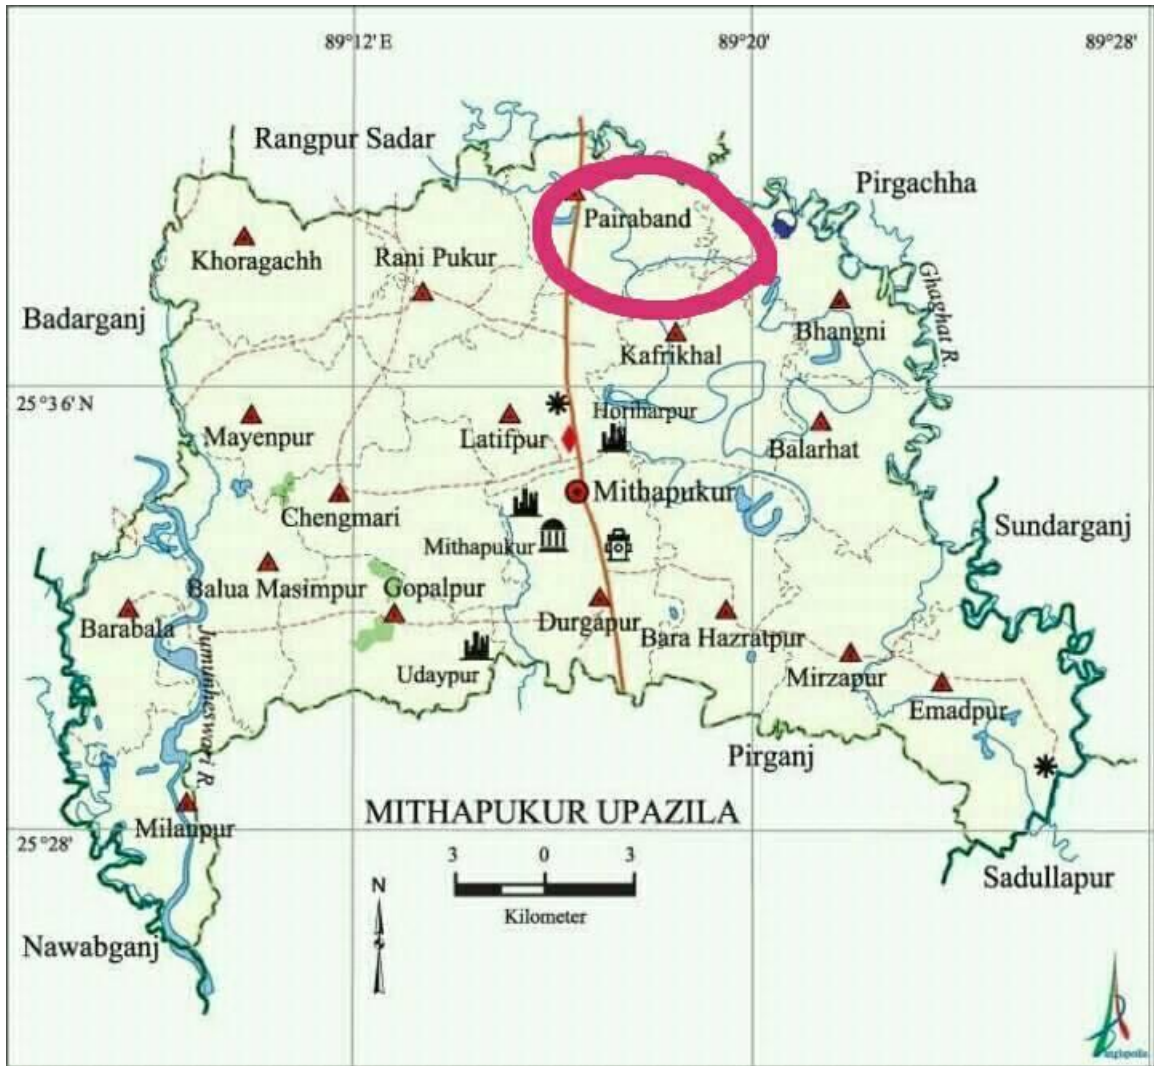 89°12' E
89°20'
89°28'
Rangpur Sadar
Pirgachha
Pairaband
Khoragachh
Rani Pukur
Ghaghat R.
Badarganj
Bhangni
Kafrikhal
25°36' N
Horiharpur
Mayenpur
Latifpur
Balarhat
Mithapukur
Chengmari
Sundarganj
Mithapukur
Balua Masimpur
Gopalpur
Barabala
Durgapur
Bara Hazratpur
Udaypur
Mirzapur
Jamuneswari R.
Emadpur
Pirganj
MITHAPUKUR UPAZILA
Milanpur
25°28'
3 0 3
Sadullapur
N
Kilometer
Nawabganj